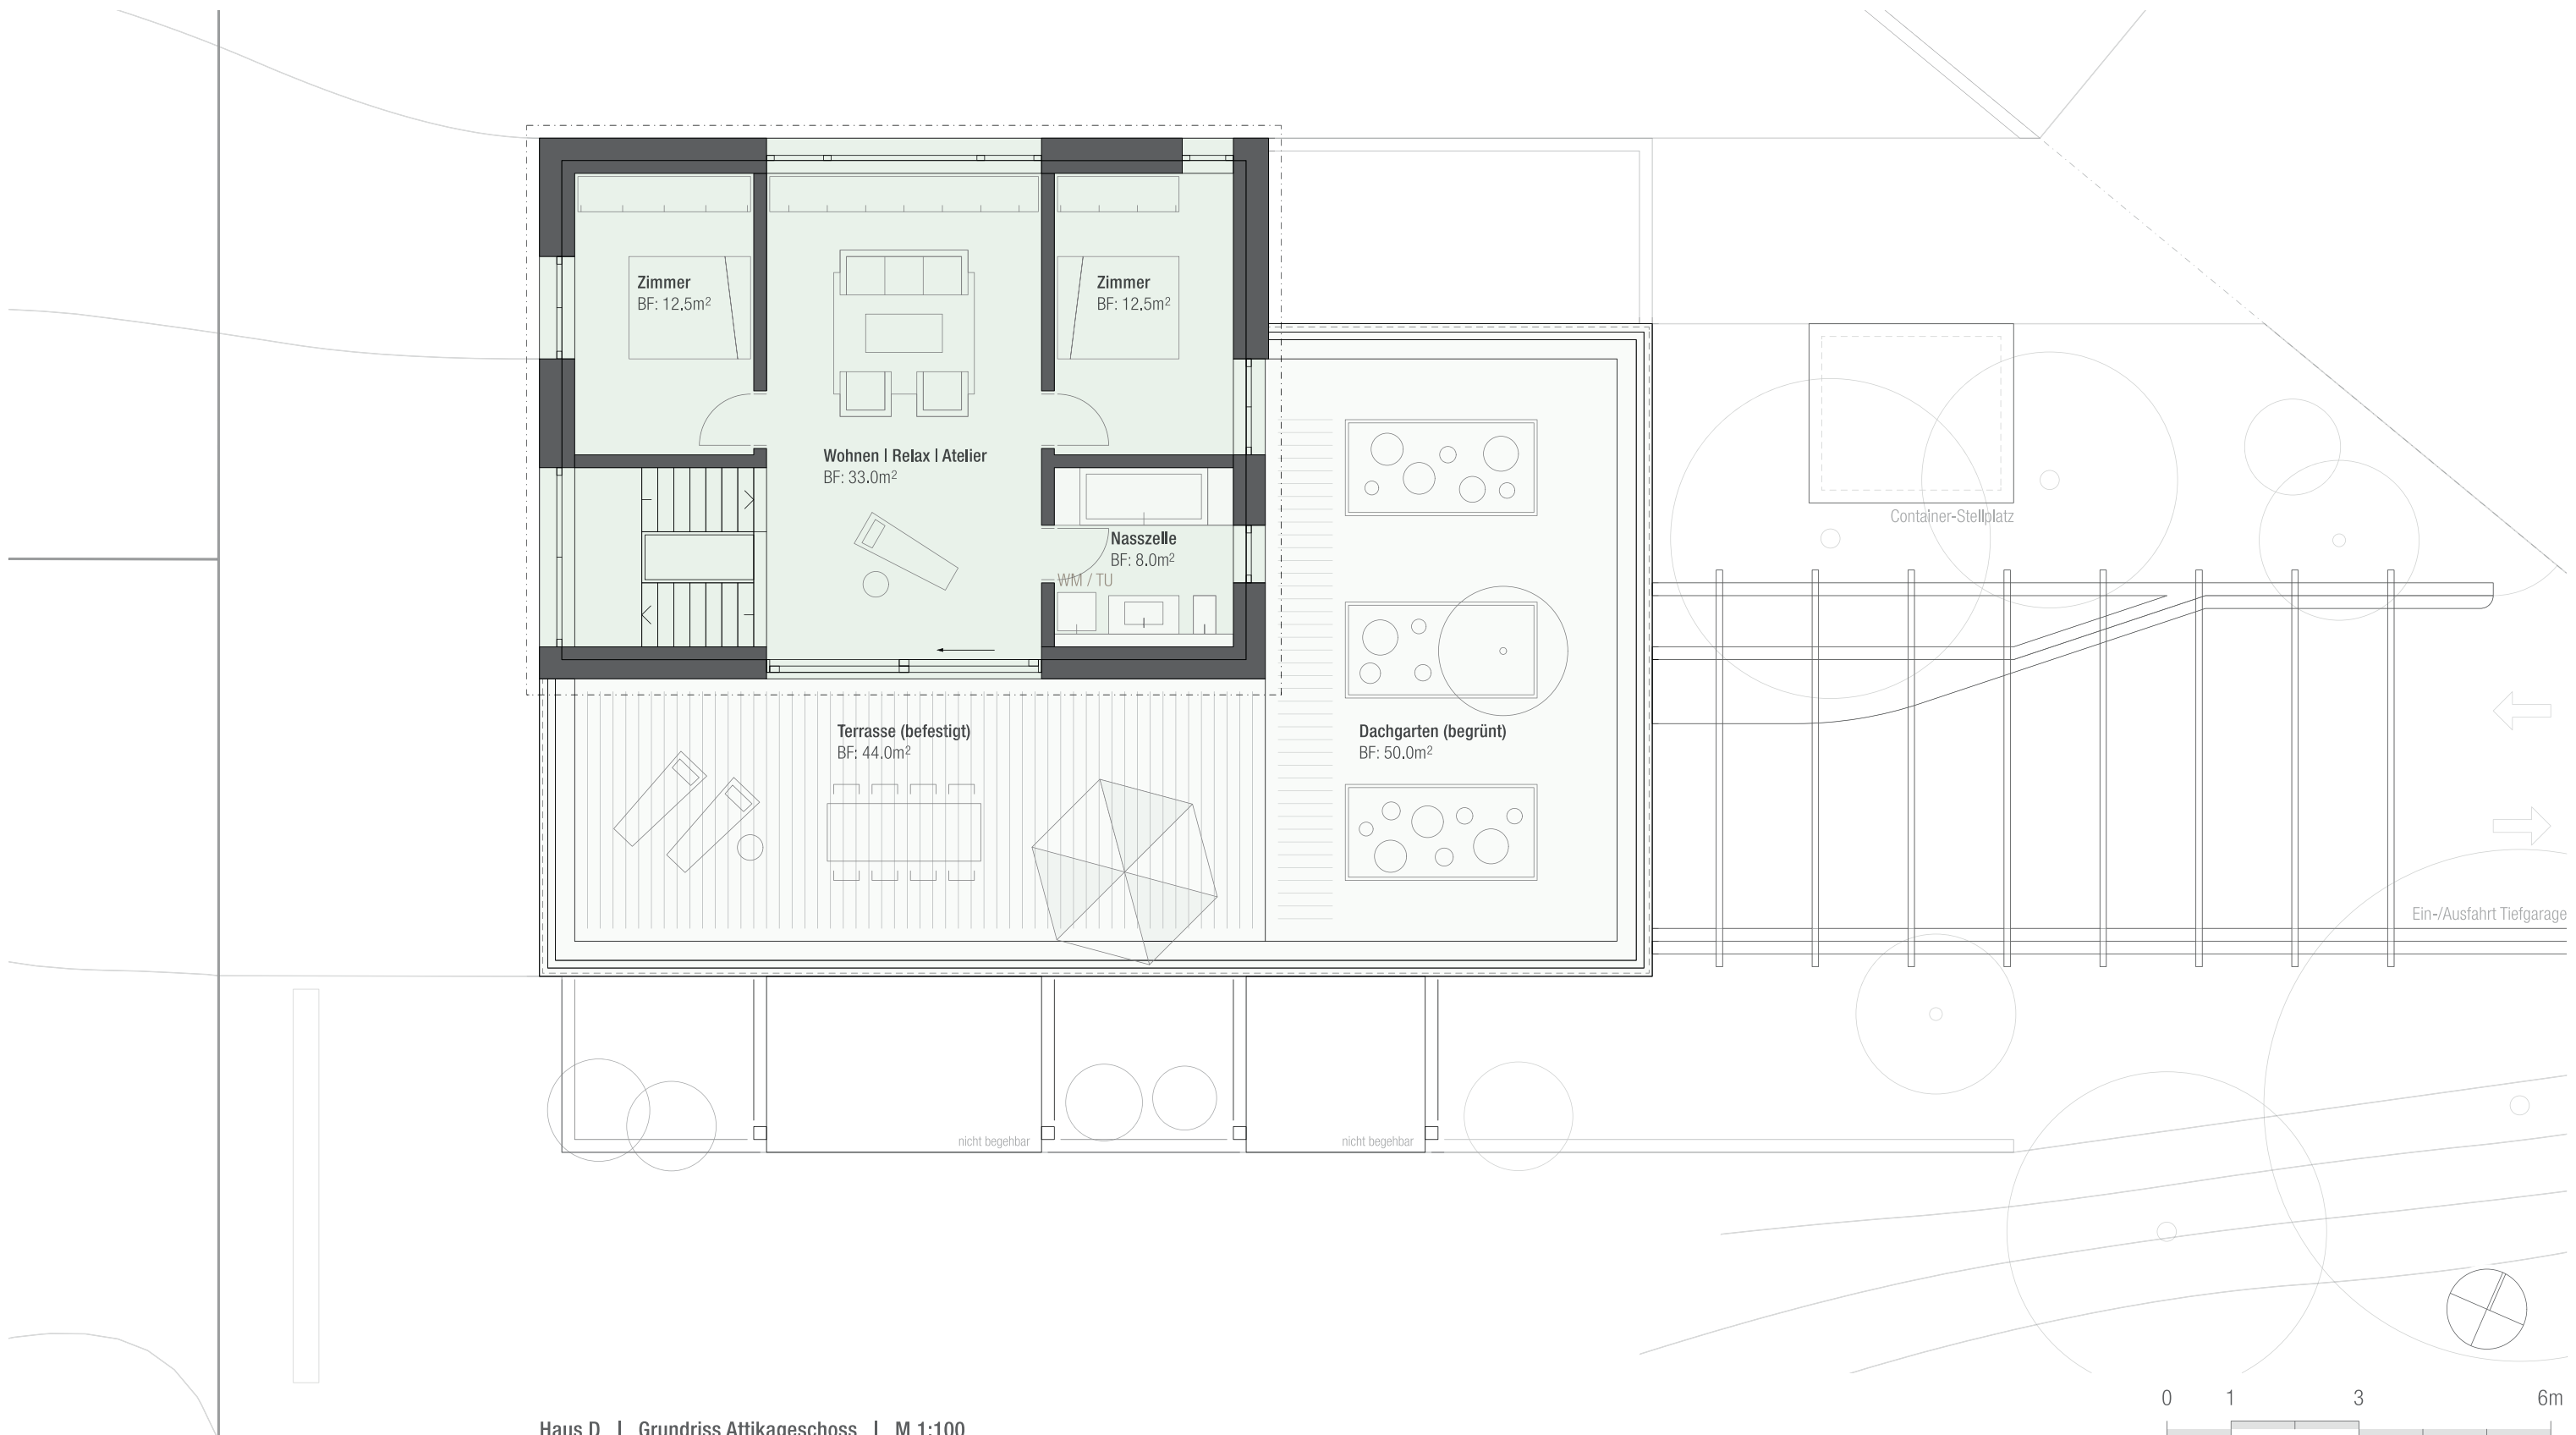 Zimmer
BF: 12.5m²
Zimmer
BF: 12.5m²
Wohnen | Relax | Atelier
BF: 33.0m²
Container-Stellplatz
Nasszelle
BF: 8.0m²
WM / TU
Terrasse (befestigt)
BF: 44.0m²
Dachgarten (begrünt)
BF: 50.0m²
Ein-/Ausfahrt Tiefgarage
nicht begehbar
nicht begehbar
0 1 3 6m
Haus D | Grundriss Attikageschoss | M 1:100